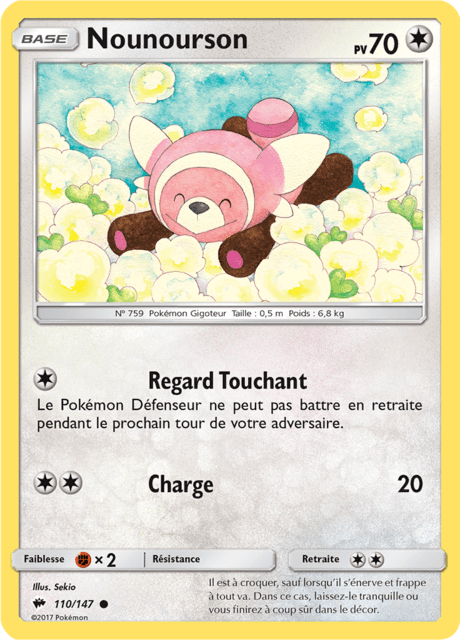 BASE Nounourson PV 70
N° 759 Pokémon Gigoteur Taille : 0,5 m Poids : 6,8 kg
Regard Touchant
Le Pokémon Défenseur ne peut pas battre en retraite
pendant le prochain tour de votre adversaire.
Charge 20
Faiblesse ×2 Résistance Retraite
Illus. Sekio
110/147
©2017 Pokémon
Il est à croquer, sauf lorsqu'il s'énerve et frappe
à tout va. Dans ce cas, laissez-le tranquille ou
vous finirez à coup sûr dans le décor.